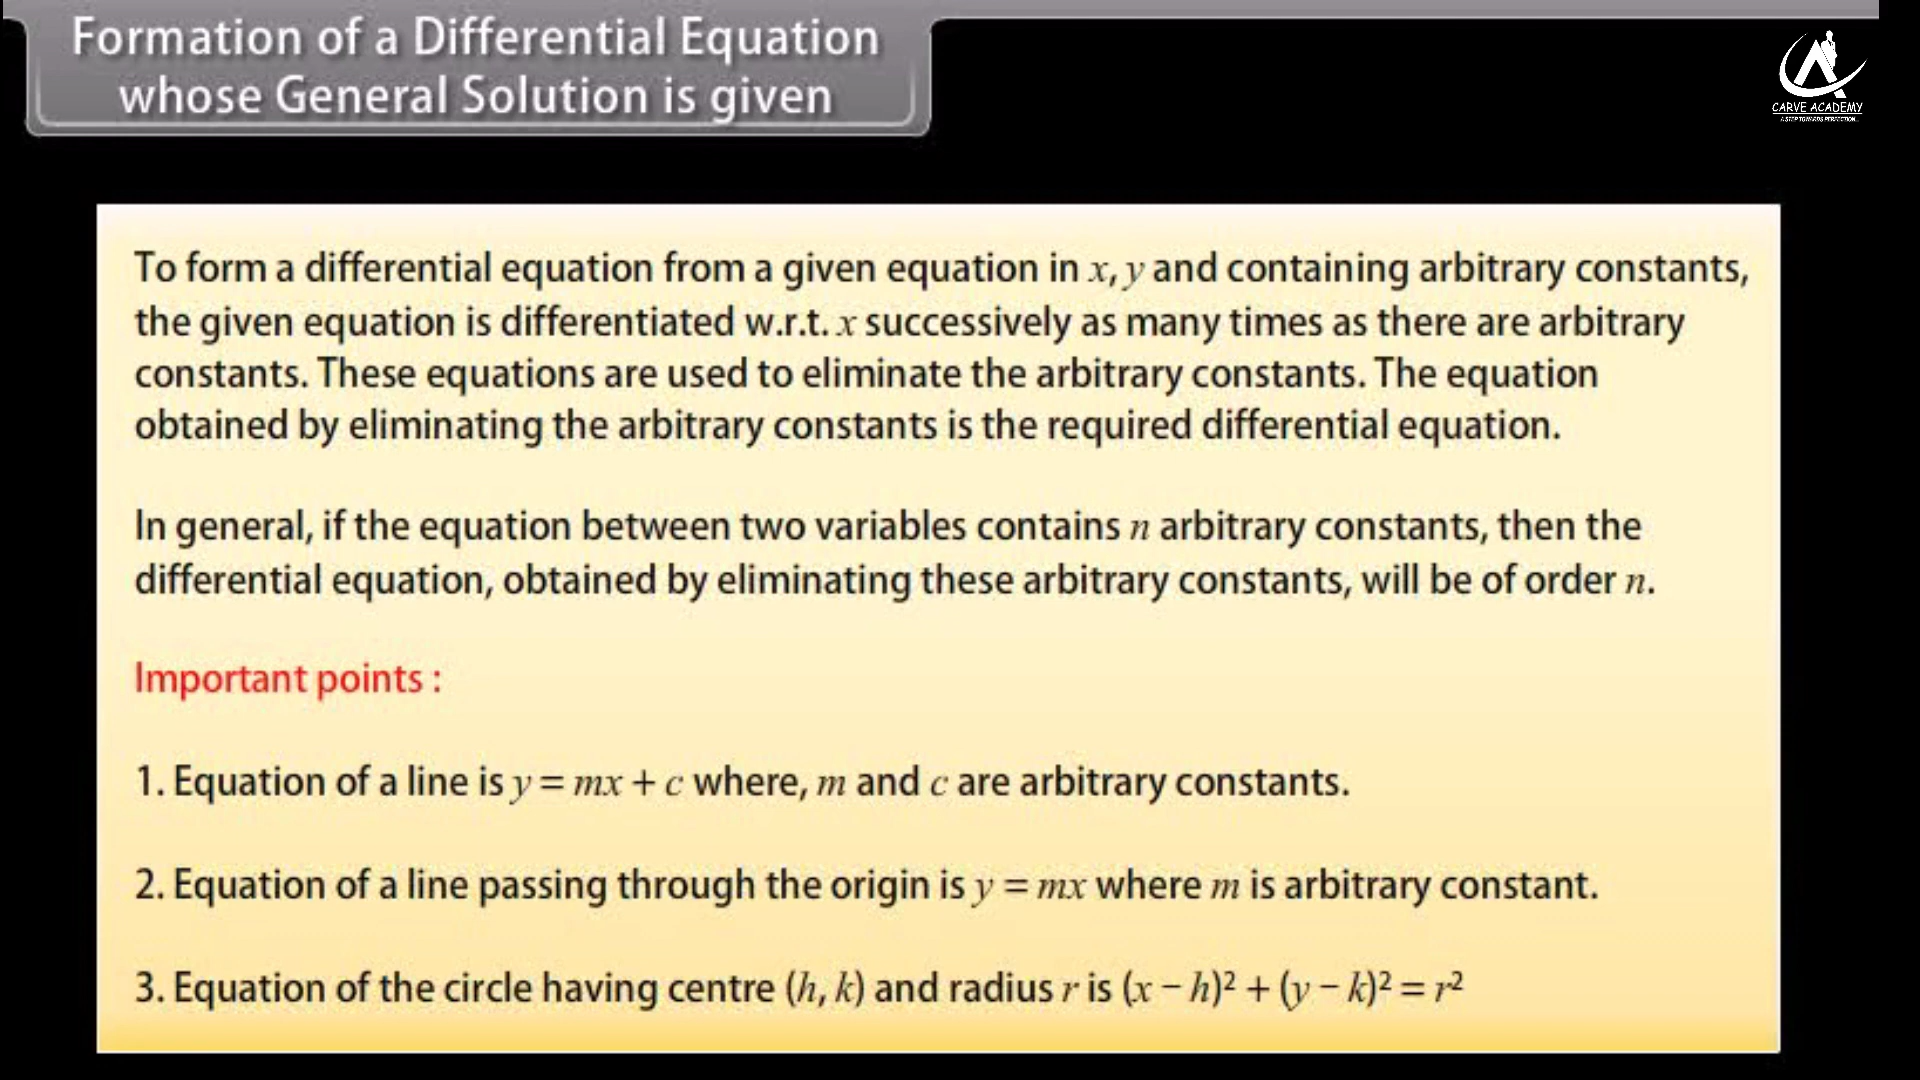 Formation of a Differential Equation
whose General Solution is given
CARVE ACADEMY
A STEP TOWARDS PERFECTION...
To form a differential equation from a given equation in x, y and containing arbitrary constants,
the given equation is differentiated w.r.t. x successively as many times as there are arbitrary
constants. These equations are used to eliminate the arbitrary constants. The equation
obtained by eliminating the arbitrary constants is the required differential equation.
In general, if the equation between two variables contains n arbitrary constants, then the
differential equation, obtained by eliminating these arbitrary constants, will be of order n.
Important points :
1. Equation of a line is y = mx + c where, m and c are arbitrary constants.
2. Equation of a line passing through the origin is y = mx where m is arbitrary constant.
3. Equation of the circle having centre (h, k) and radius r is (x − h)² + (y − k)² = r²